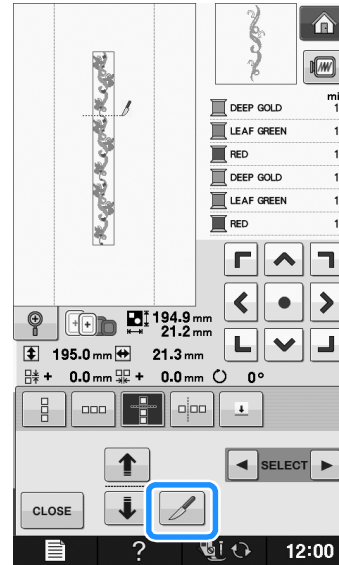 mi
DEEP GOLD 1
LEAF GREEN 1
RED 1
DEEP GOLD 1
LEAF GREEN 1
RED 1
194.9 mm
21.2 mm
195.0 mm 21.3 mm
+ 0.0 mm + 0.0 mm 0°
SELECT
CLOSE
? 12:00